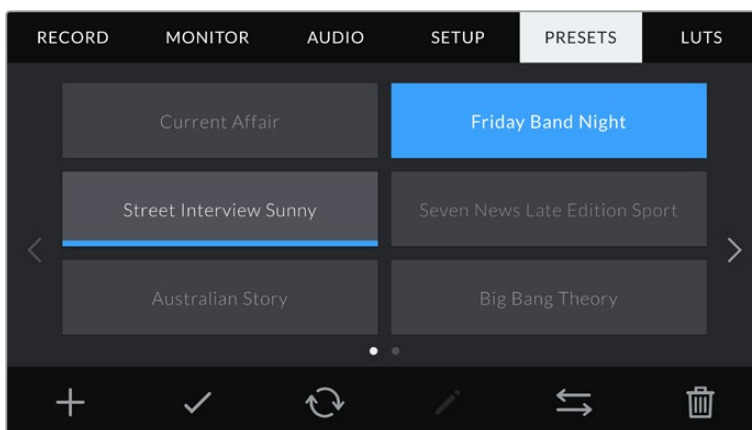 RECORD MONITOR AUDIO SETUP PRESETS LUTS
Current Affair Friday Band Night
Street Interview Sunny Seven News Late Edition Sport
Australian Story Big Bang Theory